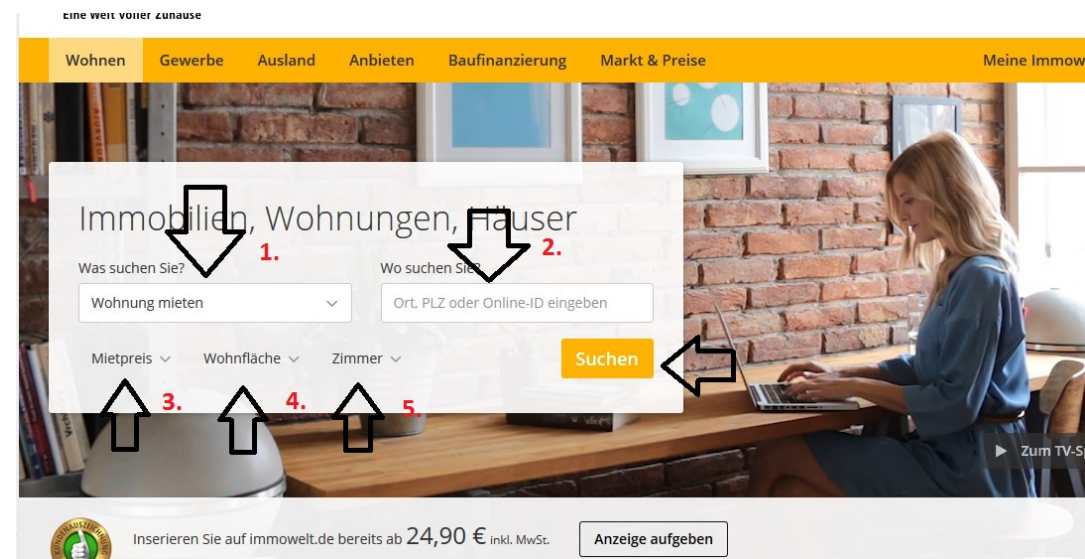 Eine Welt voller Zuhause
Wohnen Gewerbe Ausland Anbieten Baufinanzierung Markt & Preise Meine Immow
Immobilien, Wohnungen, Häuser
1. 2.
Was suchen Sie? Wo suchen Sie?
Wohnung mieten Ort, PLZ oder Online-ID eingeben
Mietpreis Wohnfläche Zimmer Suchen
3. 4. 5.
Zum TV-Sp
KUNDENAUSZEICHNUNG
Inserieren Sie auf immowelt.de bereits ab 24,90 € inkl. MwSt. Anzeige aufgeben